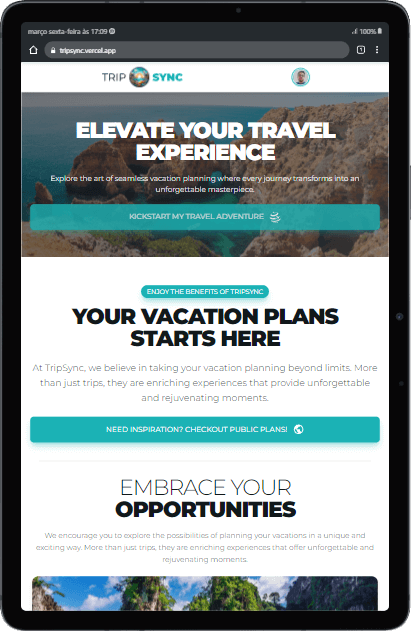 março sexta-feira às 17:09
100%
tripsync.vercel.app
1
TRIP SYNC
ELEVATE YOUR TRAVEL
EXPERIENCE
Explore the art of seamless vacation planning where every journey transforms into an
unforgettable masterpiece.
KICKSTART MY TRAVEL ADVENTURE
ENJOY THE BENEFITS OF TRIPSYNC
YOUR VACATION PLANS
STARTS HERE
At TripSync, we believe in taking your vacation planning beyond limits. More
than just trips, they are enriching experiences that provide unforgettable
and rejuvenating moments.
NEED INSPIRATION? CHECKOUT PUBLIC PLANS!
EMBRACE YOUR
OPPORTUNITIES
We encourage you to explore the possibilities of planning your vacations in a unique and
exciting way. More than just trips, they are enriching experiences that offer unforgettable and
rejuvenating moments.